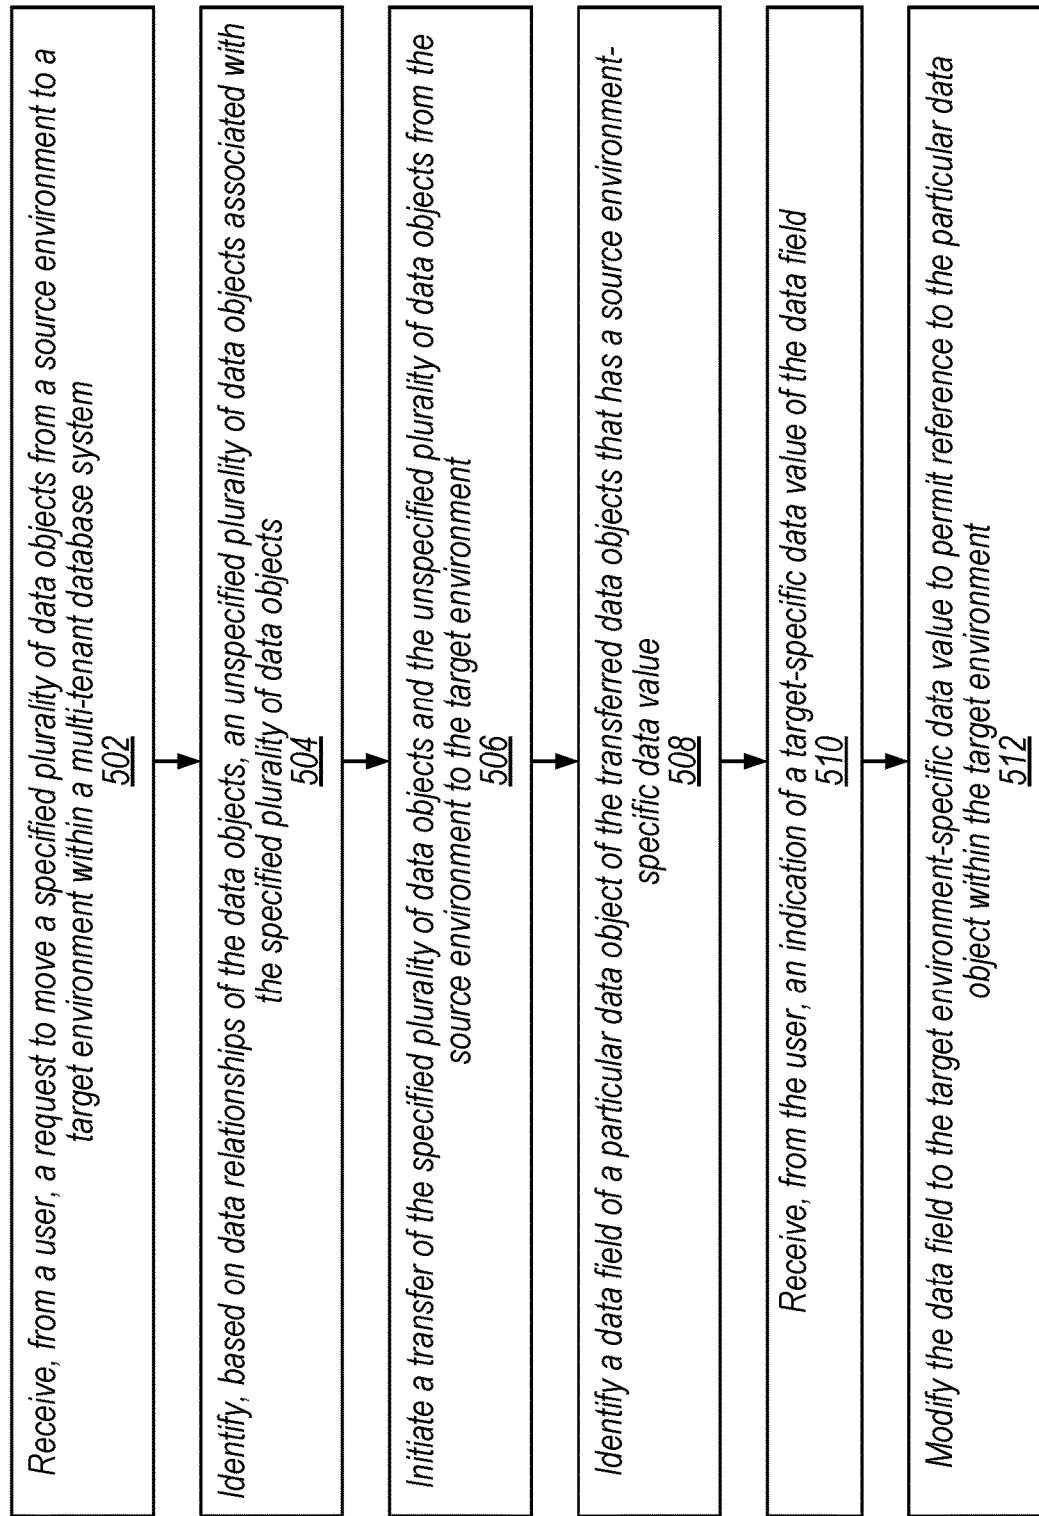 Receive, from a user, a request to move a specified plurality of data objects from a source environment to a
target environment within a multi-tenant database system
502
Identify, based on data relationships of the data objects, an unspecified plurality of data objects associated with
the specified plurality of data objects
504
Initiate a transfer of the specified plurality of data objects and the unspecified plurality of data objects from the
source environment to the target environment
506
Identify a data field of a particular data object of the transferred data objects that has a source environment-
specific data value
508
Receive, from the user, an indication of a target-specific data value of the data field
510
Modify the data field to the target environment-specific data value to permit reference to the particular data
object within the target environment
512